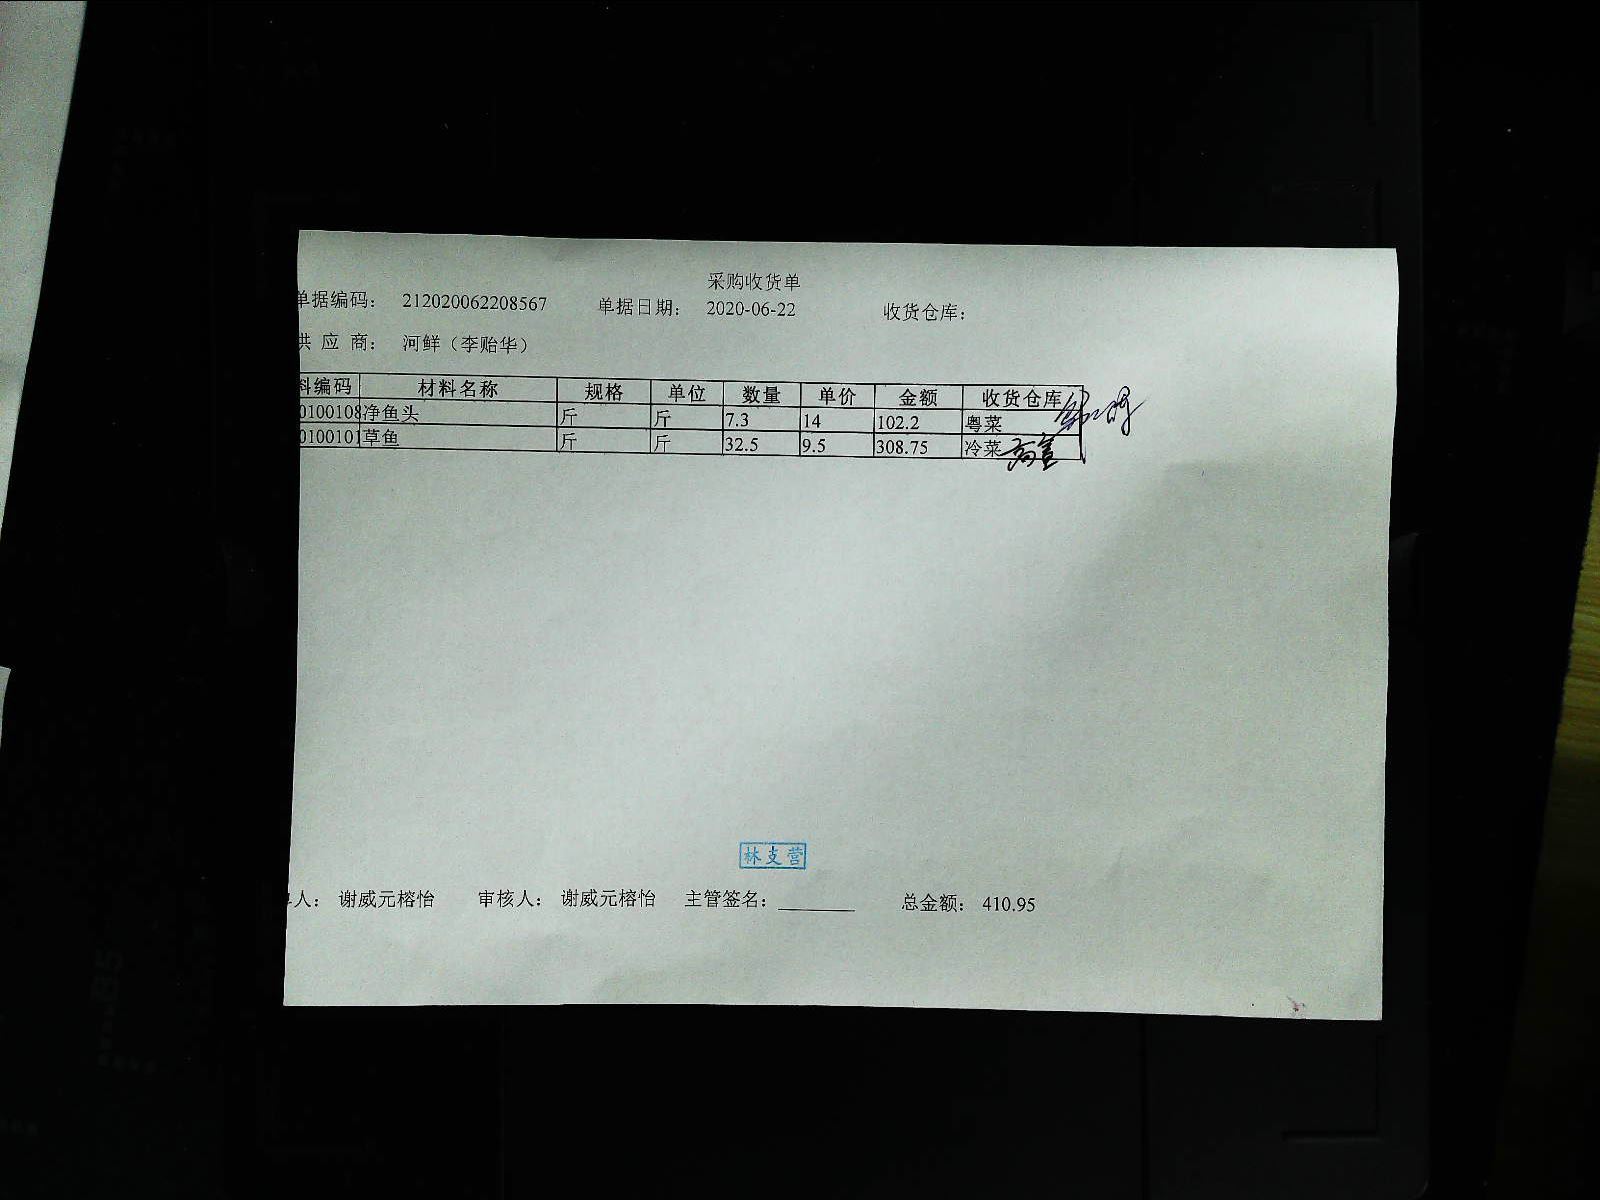 采购收货单
单据编码： 212020062208567 单据日期： 2020-06-22 收货仓库：
供 应 商： 河鲜（李贻华）
料编码 材料名称 规格 单位 数量 单价 金额 收货仓库
0100108 净鱼头 斤 斤 7.3 14 102.2 粤菜
0100101 草鱼 斤 斤 32.5 9.5 308.75 冷菜
林支营
人： 谢威元榕怡 审核人： 谢威元榕怡 主管签名： 总金额： 410.95